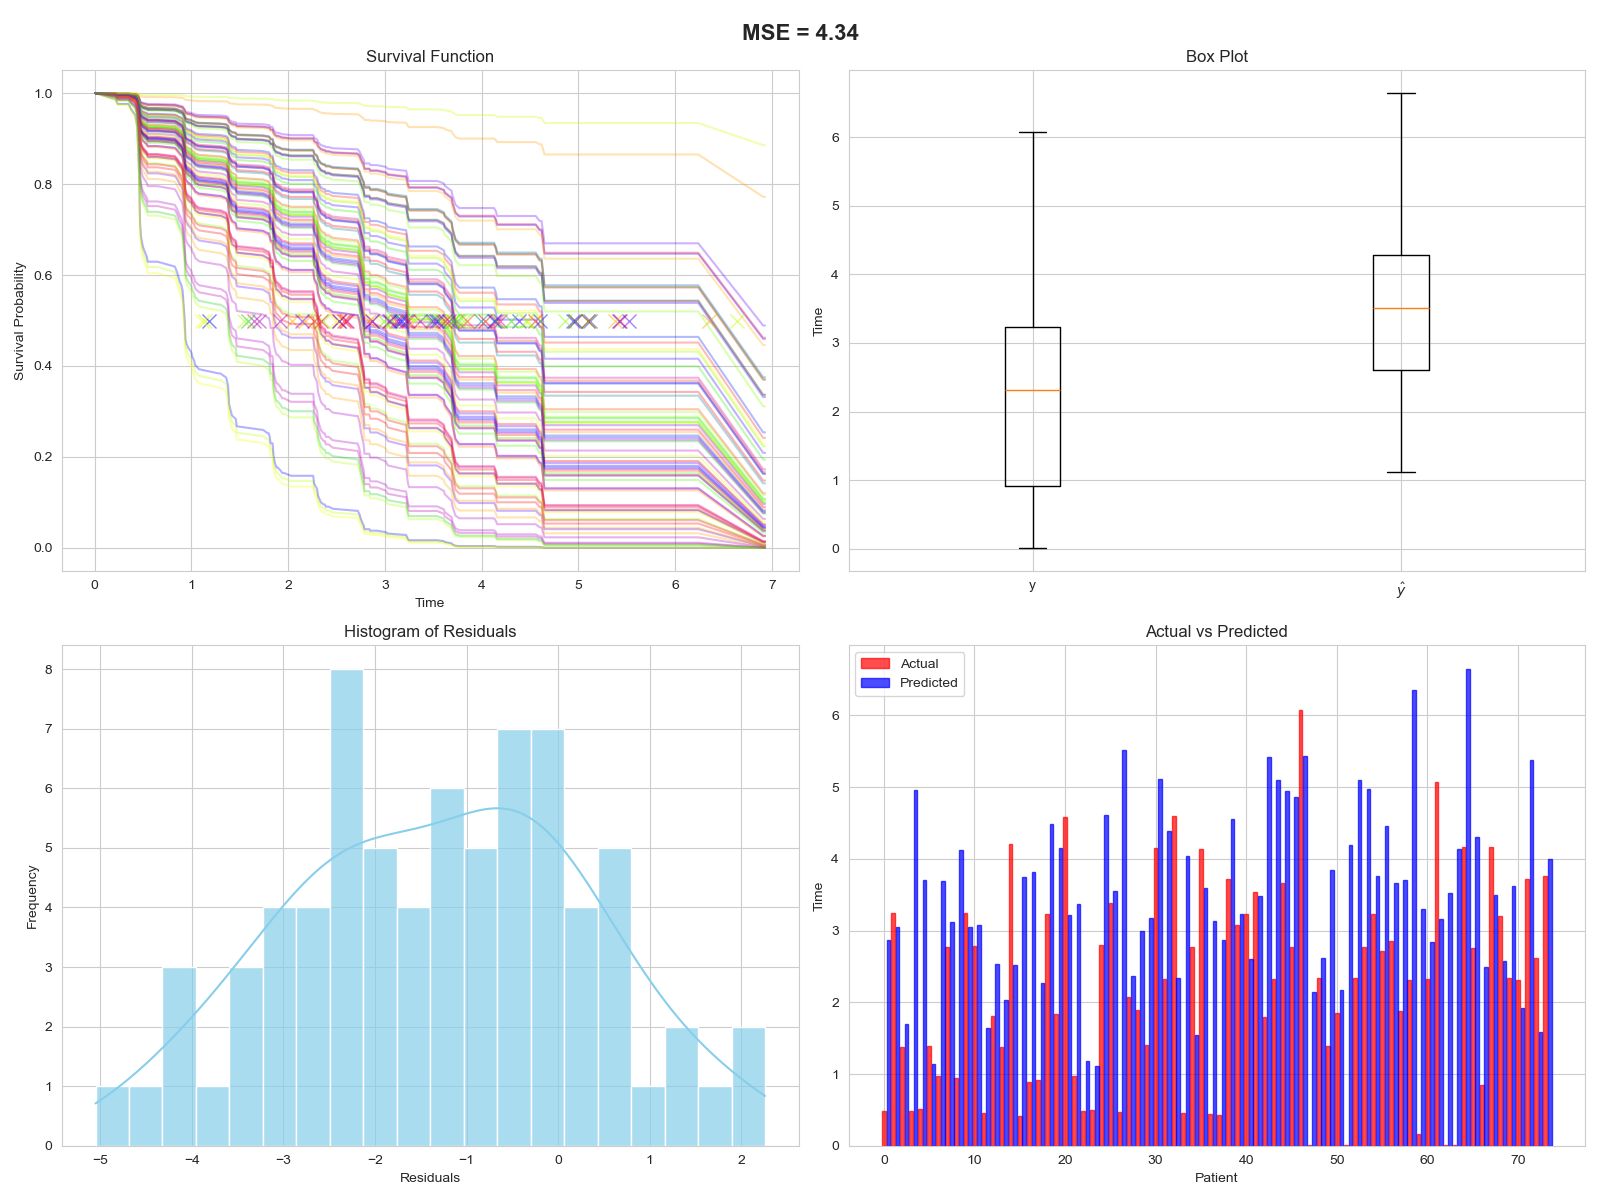 MSE = 4.34
Survival Function
Survival Probability
1.0
0.8
0.6
0.4
0.2
0.0
0 1 2 3 4 5 6 7
Time
Box Plot
Time
6
5
4
3
2
1
0
y
ŷ
Histogram of Residuals
Frequency
8
7
6
5
4
3
2
1
0
−5 −4 −3 −2 −1 0 1 2
Residuals
Actual vs Predicted
Actual
Predicted
Time
6
5
4
3
2
1
0
0 10 20 30 40 50 60 70
Patient